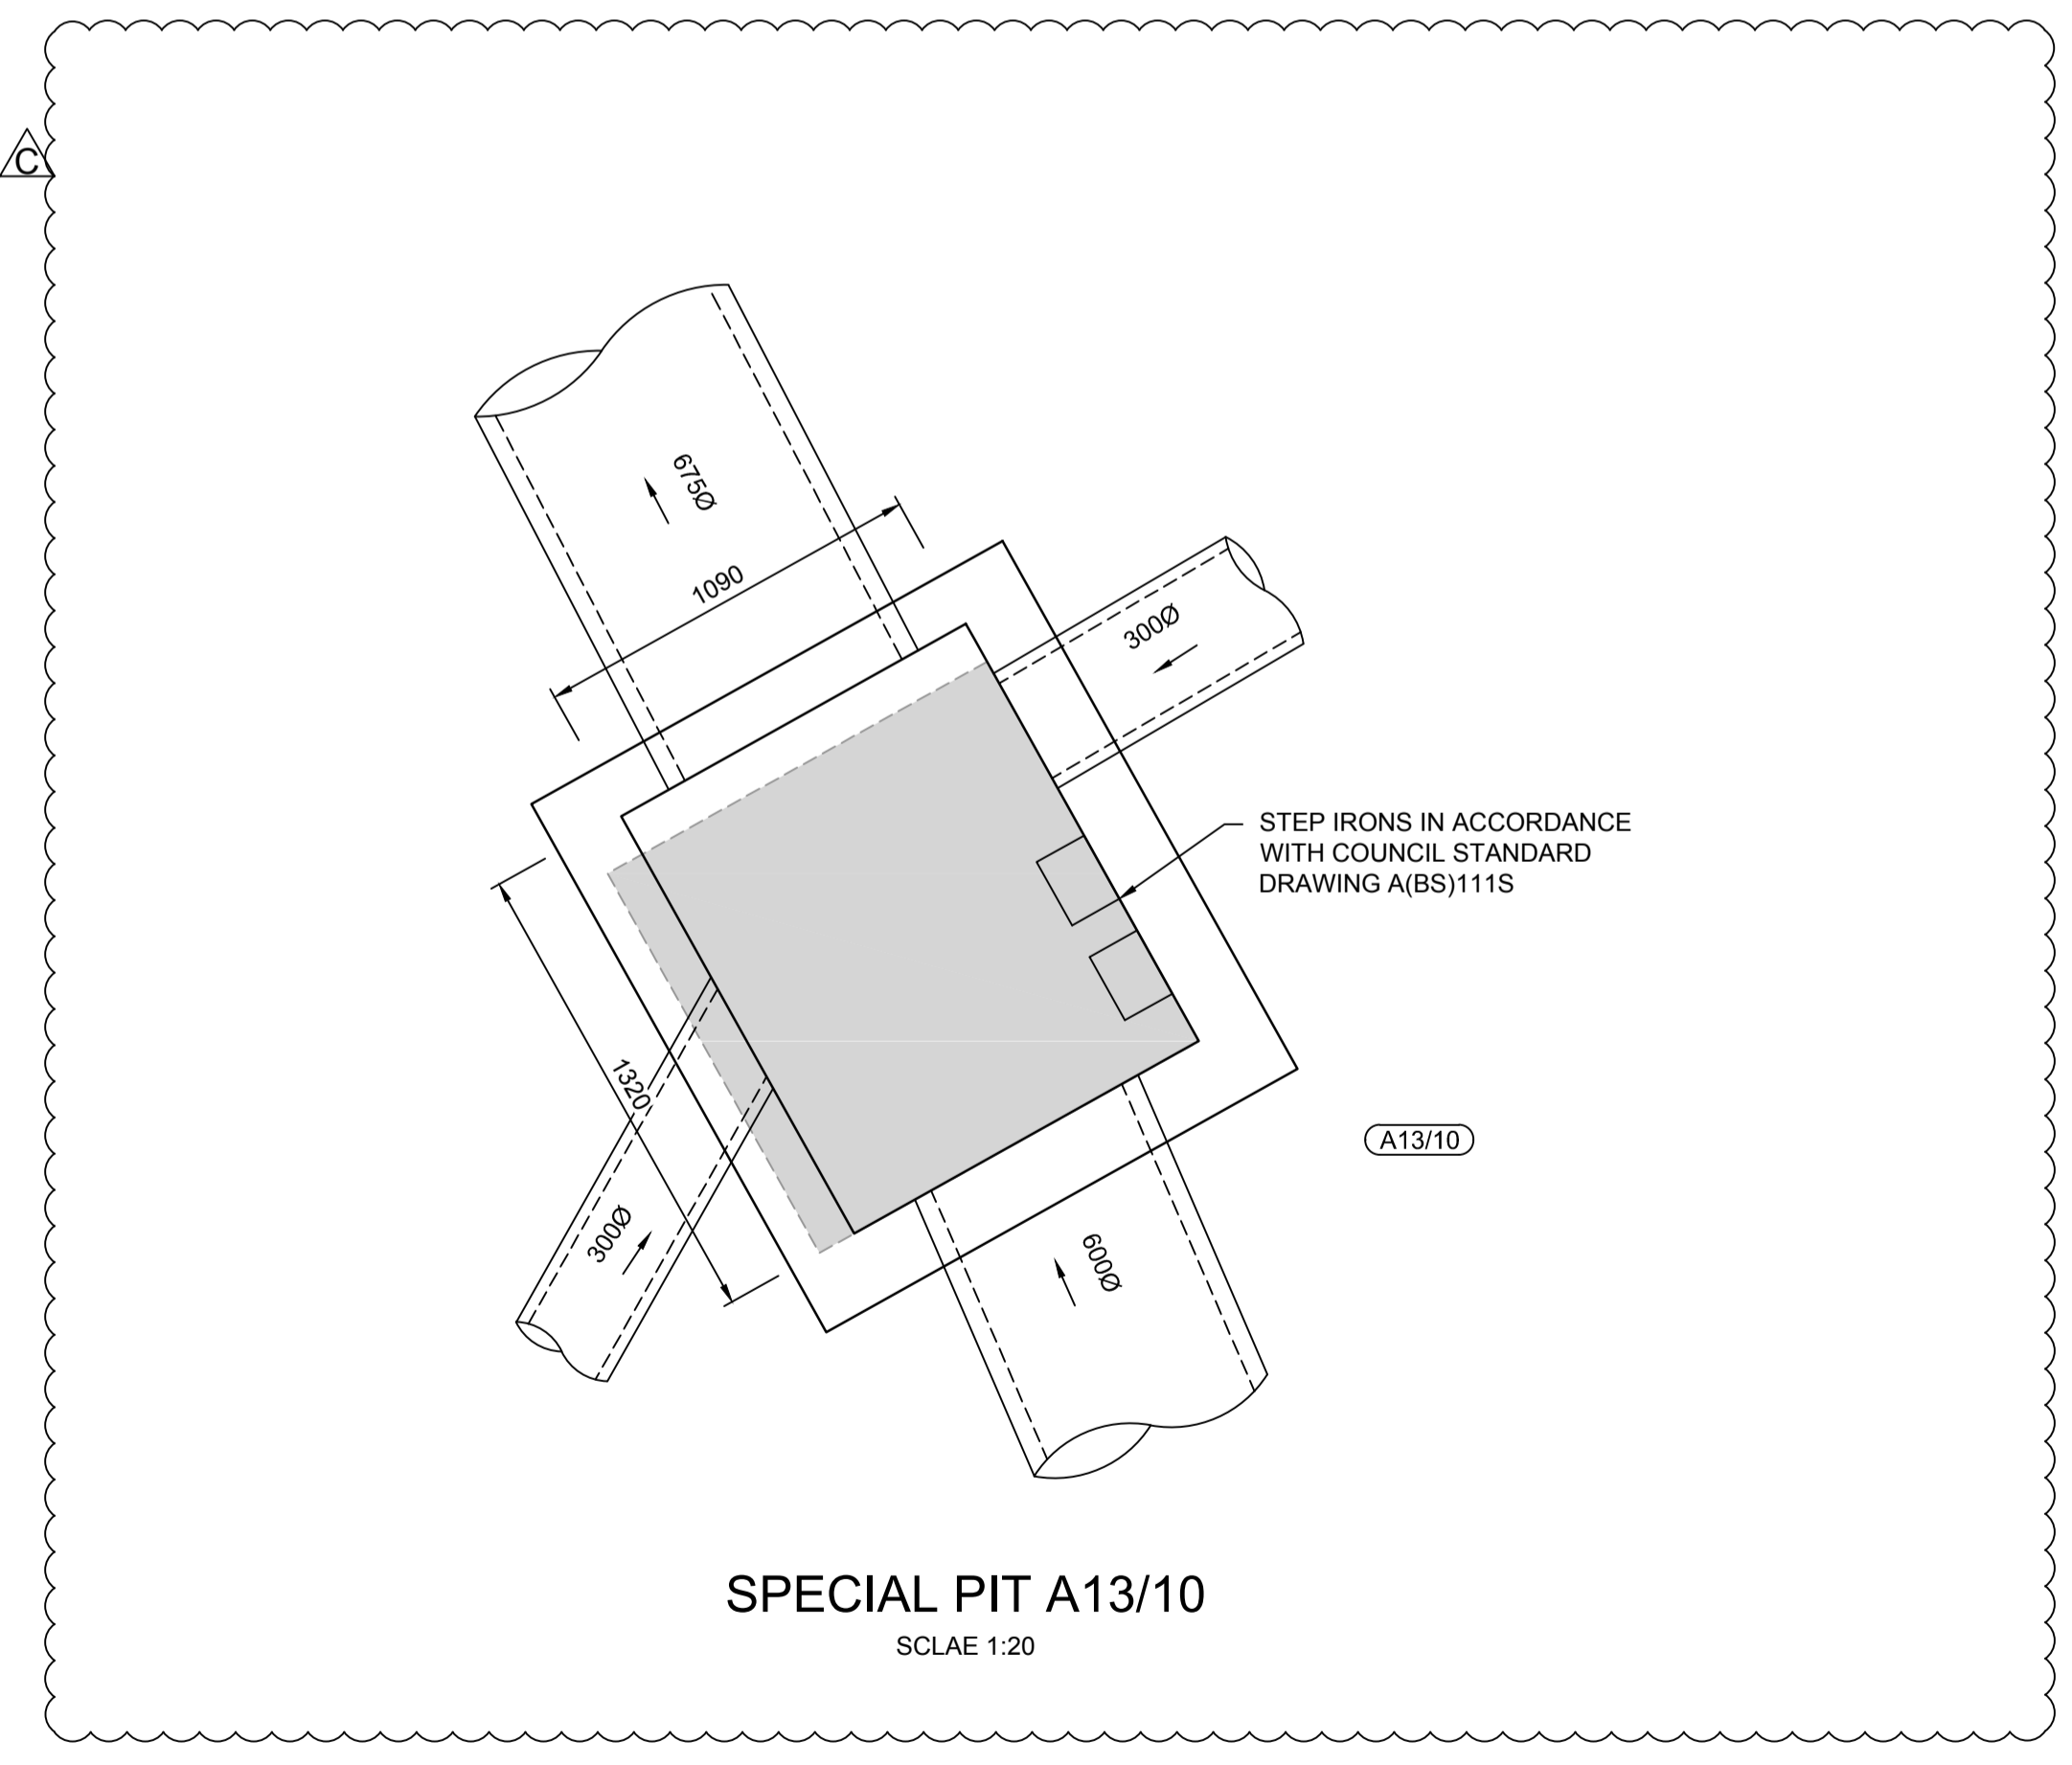 C
675Ø
1090
300Ø
STEP IRONS IN ACCORDANCE
WITH COUNCIL STANDARD
DRAWING A(BS)111S
1320
A13/10
300Ø
600Ø
SPECIAL PIT A13/10
SCLAE 1:20